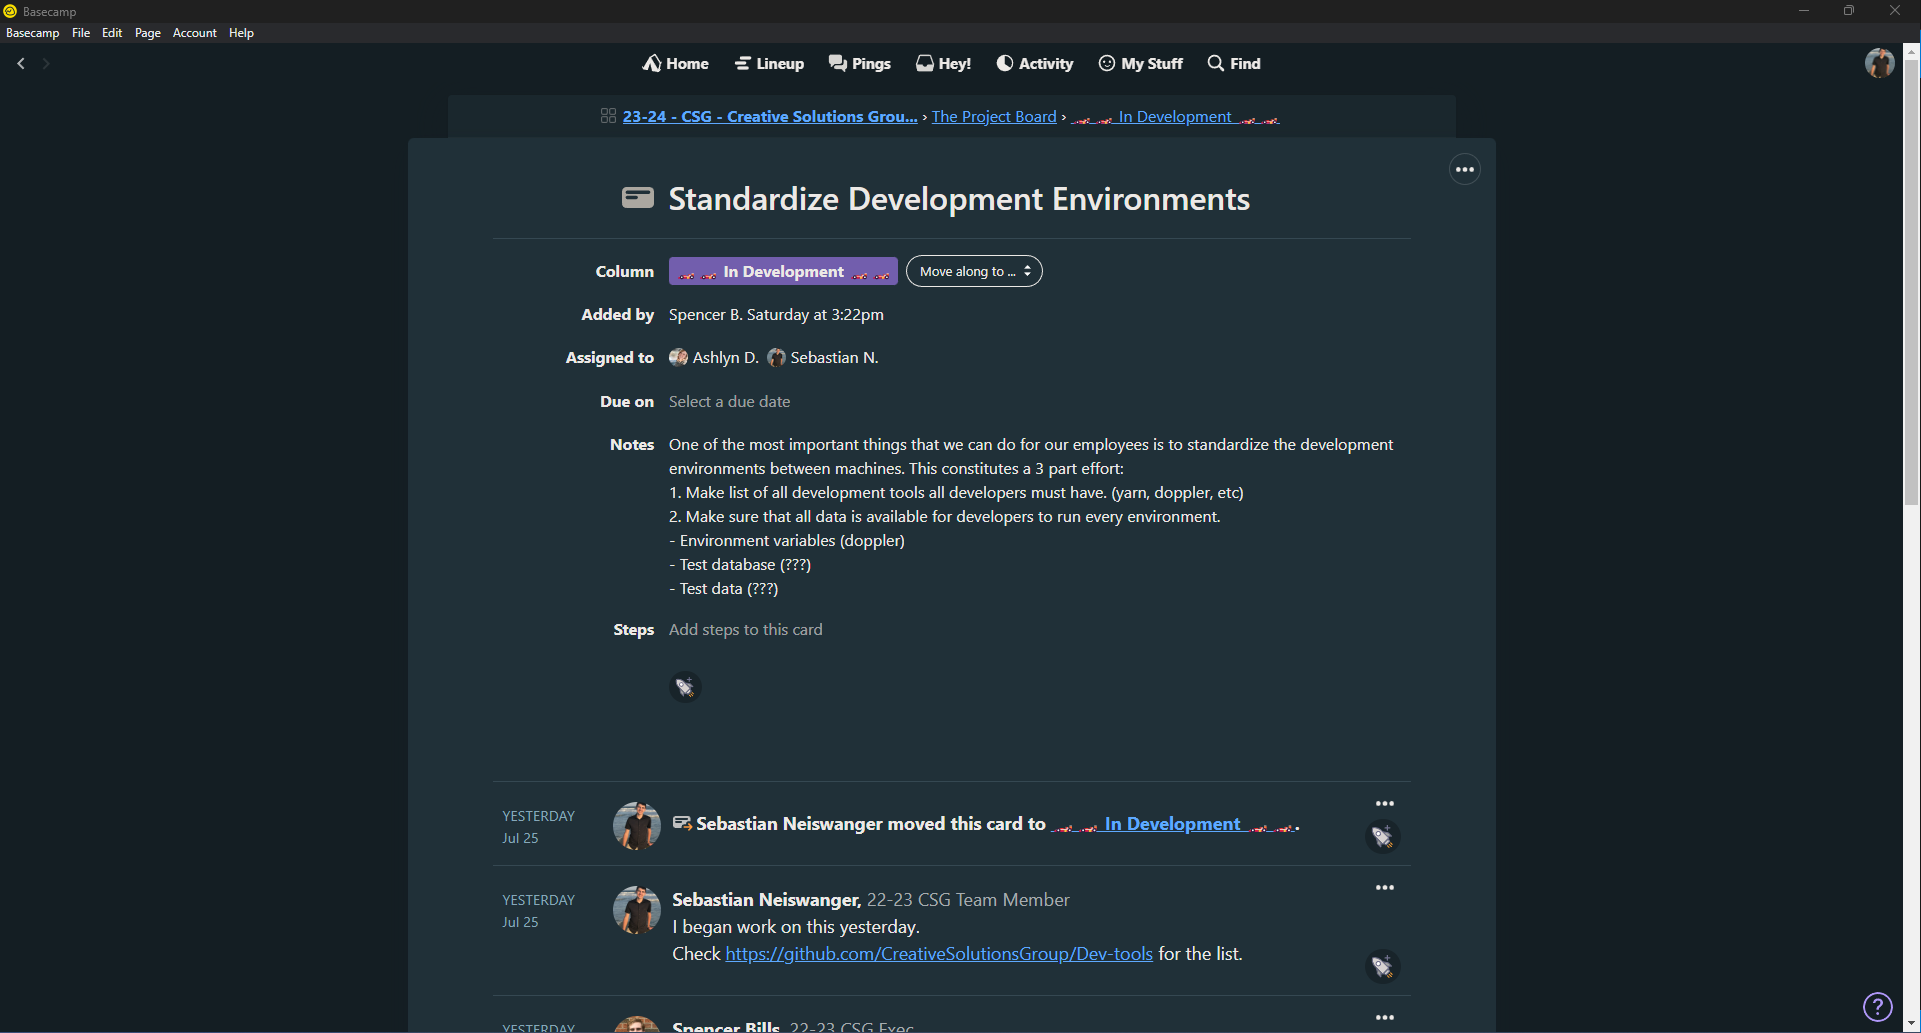 Basecamp
Basecamp File Edit Page Account Help
Home Lineup Pings Hey! Activity My Stuff Find
23-24 - CSG - Creative Solutions Grou... › The Project Board › In Development
Standardize Development Environments
Column In Development Move along to ...
Added by Spencer B. Saturday at 3:22pm
Assigned to Ashlyn D. Sebastian N.
Due on Select a due date
Notes One of the most important things that we can do for our employees is to standardize the development
environments between machines. This constitutes a 3 part effort:
1. Make list of all development tools all developers must have. (yarn, doppler, etc)
2. Make sure that all data is available for developers to run every environment.
- Environment variables (doppler)
- Test database (???)
- Test data (???)
Steps Add steps to this card
YESTERDAY
Jul 25
Sebastian Neiswanger moved this card to In Development .
YESTERDAY
Jul 25
Sebastian Neiswanger, 22-23 CSG Team Member
I began work on this yesterday.
Check https://github.com/CreativeSolutionsGroup/Dev-tools for the list.
YESTERDAY
Spencer Bills, 22-23 CSG Exec
?